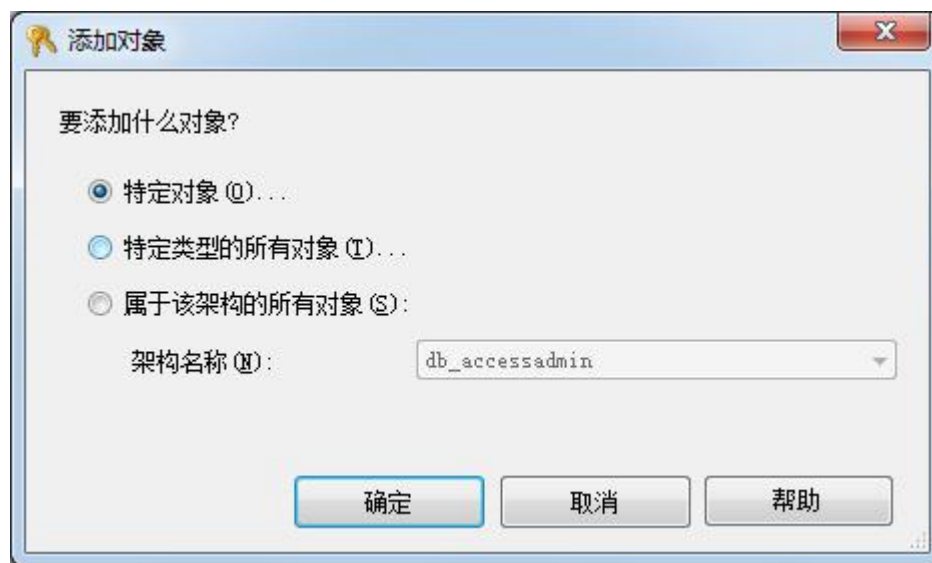 添加对象
要添加什么对象?
特定对象(O)...
特定类型的所有对象(T)...
属于该架构的所有对象(S):
架构名称(N): db_accessadmin
确定 取消 帮助